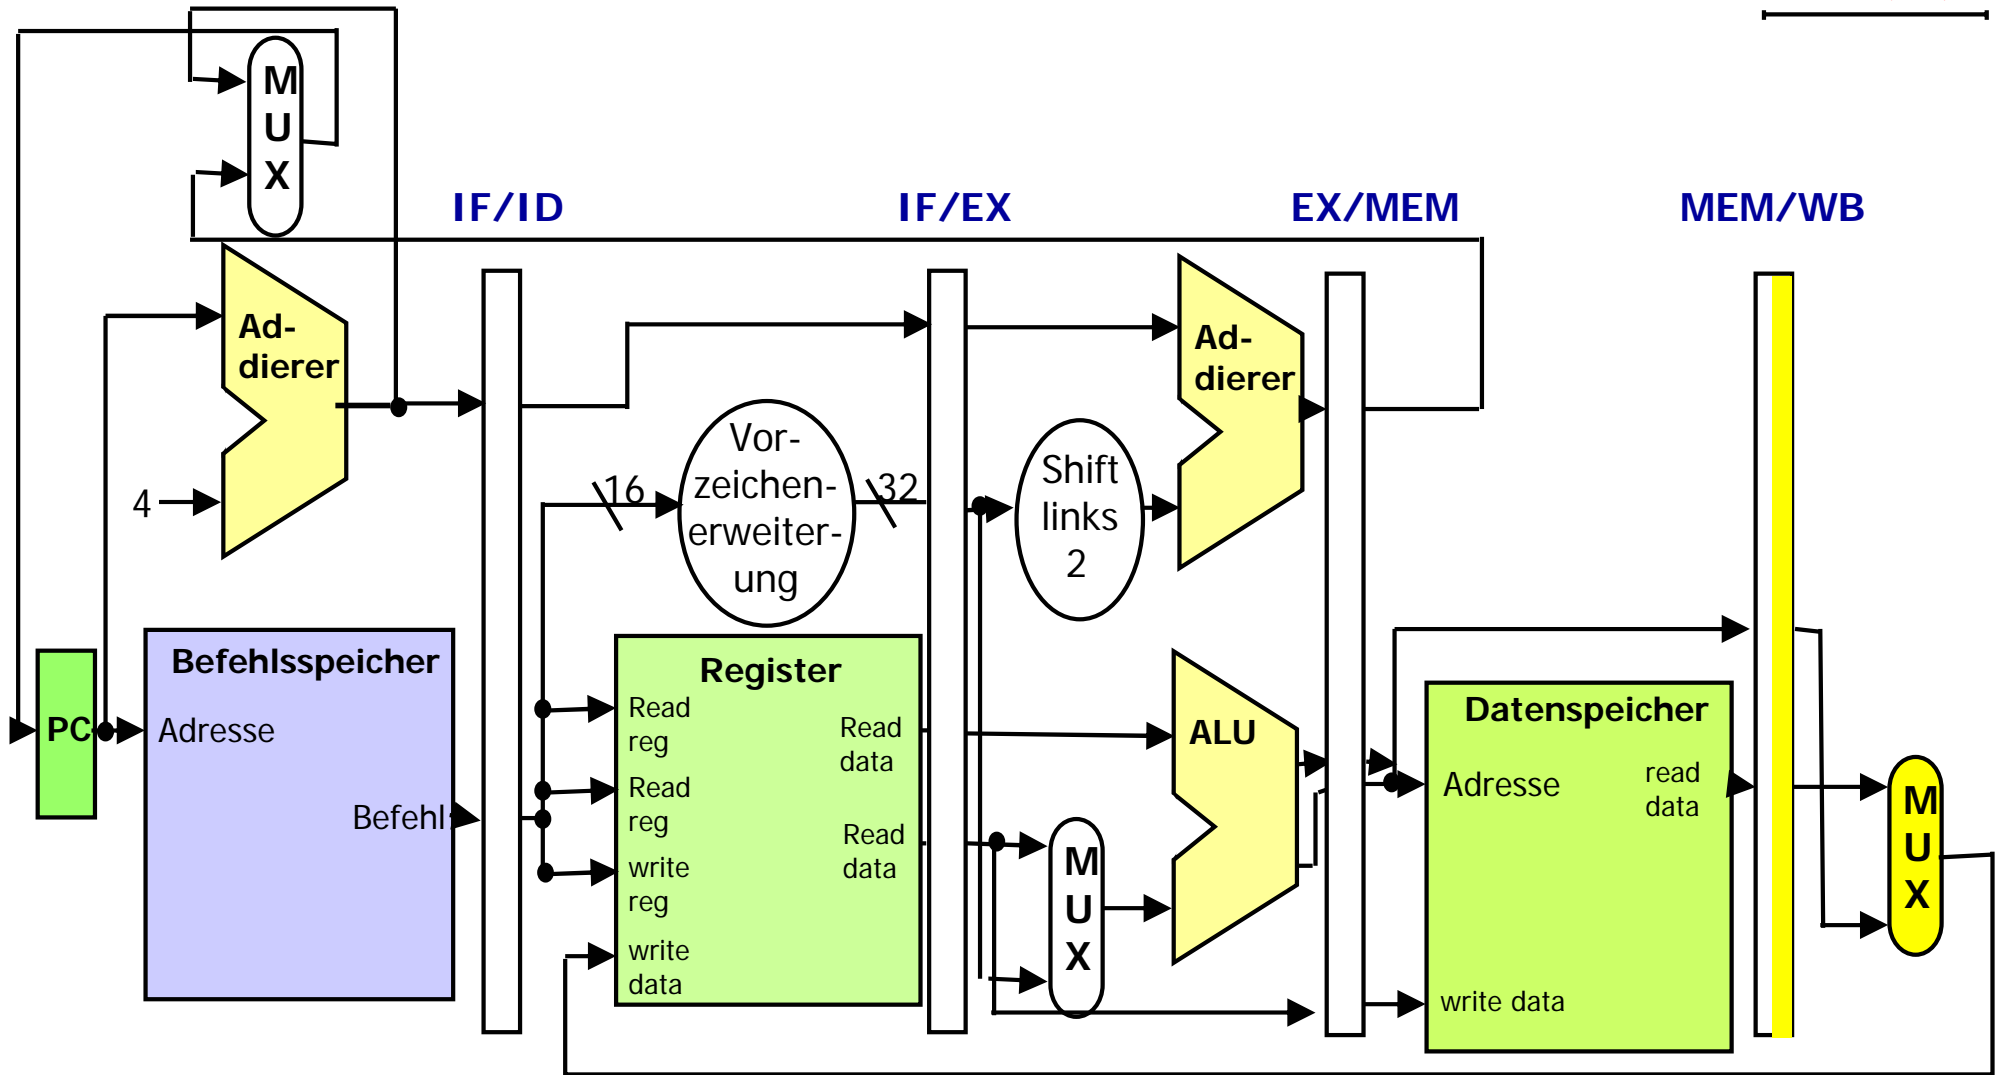 M
U
X
IF/ID
IF/EX
EX/MEM
MEM/WB
Ad-
dierer
4
16
Vor-
zeichen-
erweiter-
ung
32
Shift
links
2
Ad-
dierer
PC
Befehlsspeicher
Adresse
Befehl
Register
Read
reg
Read
reg
write
reg
write
data
Read
data
Read
data
M
U
X
ALU
Datenspeicher
Adresse
read
data
write data
M
U
X